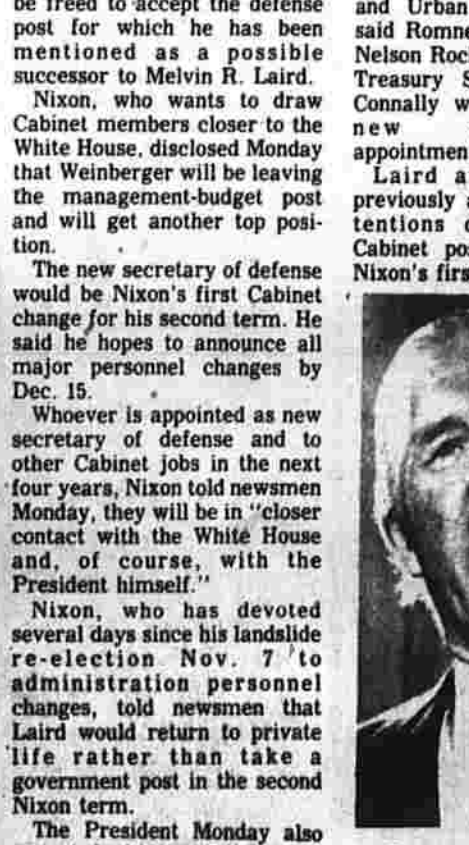 be freed to accept the defense
post for which he has been
mentioned as a possible
successor to Melvin R. Laird.
Nixon, who wants to draw
Cabinet members closer to the
White House, disclosed Monday
that Weinberger will be leaving
the management-budget post
and will get another top posi-
tion.
The new secretary of defense
would be Nixon's first Cabinet
change for his second term. He
said he hopes to announce all
major personnel changes by
Dec. 15.
Whoever is appointed as new
secretary of defense and to
other Cabinet jobs in the next
four years, Nixon told newsmen
Monday, they will be in "closer
contact with the White House
and, of course, with the
President himself."
Nixon, who has devoted
several days since his landslide
re-election Nov. 7 to
administration personnel
changes, told newsmen that
Laird would return to private
life rather than take a
government post in the second
Nixon term.
The President Monday also
and Urban
said Romne
Nelson Roc
Treasury S
Connally w
new
appointmen
Laird a
previously a
tentions o
Cabinet pos
Nixon's firs